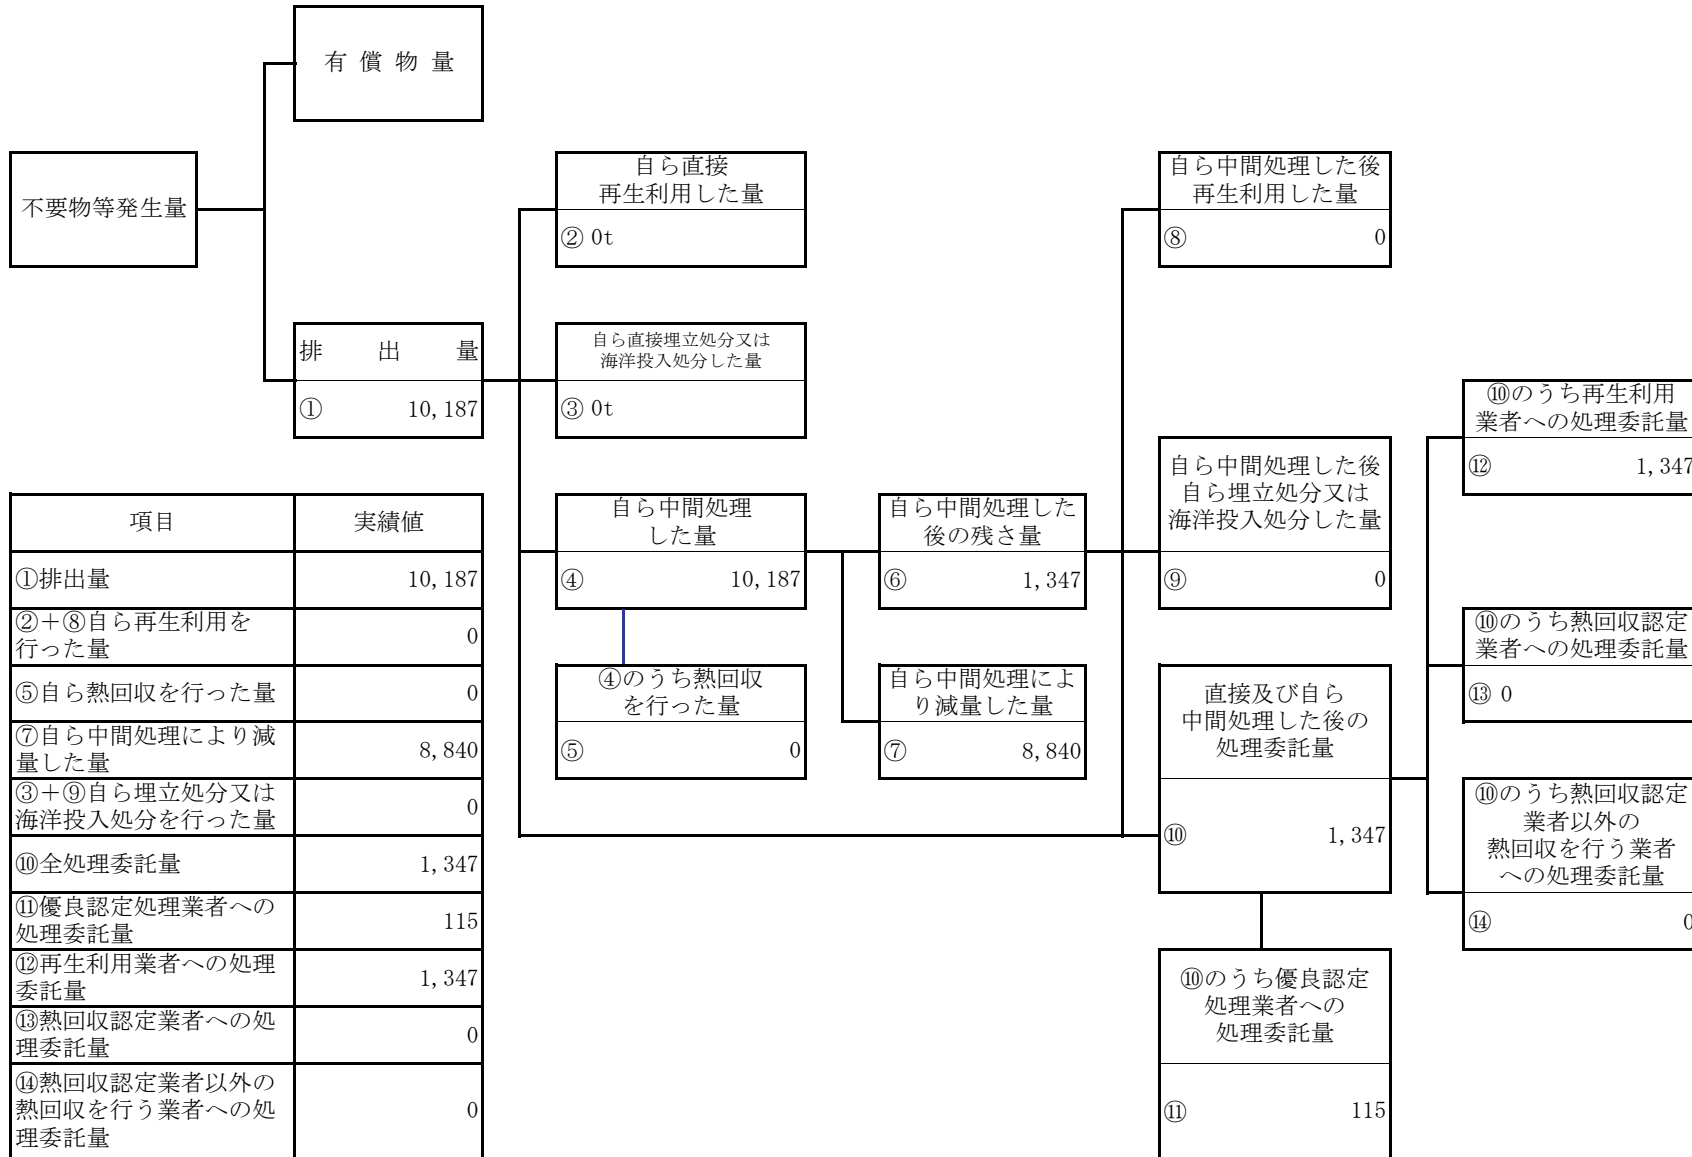 有償物量
不要物等発生量
自ら直接
再生利用した量
② 0t
自ら中間処理した後
再生利用した量
⑧ 0
排出量
① 10,187
自ら直接埋立処分又は
海洋投入処分した量
③ 0t
⑩のうち再生利用
業者への処理委託量
⑫ 1,347
自ら中間処理
した量
④ 10,187
自ら中間処理した
後の残さ量
⑥ 1,347
自ら中間処理した後
自ら埋立処分又は
海洋投入処分した量
⑨ 0
④のうち熱回収
を行った量
⑤ 0
自ら中間処理によ
り減量した量
⑦ 8,840
直接及び自ら
中間処理した後の
処理委託量
⑩ 1,347
⑩のうち熱回収認定
業者への処理委託量
⑬ 0
⑩のうち熱回収認定
業者以外の
熱回収を行う業者
への処理委託量
⑭ 0
⑩のうち優良認定
処理業者への
処理委託量
⑪ 115
項目 実績値
①排出量 10,187
②＋⑧自ら再生利用を
行った量 0
⑤自ら熱回収を行った量 0
⑦自ら中間処理により減
量した量 8,840
③＋⑨自ら埋立処分又は
海洋投入処分を行った量 0
⑩全処理委託量 1,347
⑪優良認定処理業者への
処理委託量 115
⑫再生利用業者への処理
委託量 1,347
⑬熱回収認定業者への処
理委託量 0
⑭熱回収認定業者以外の
熱回収を行う業者への処
理委託量 0